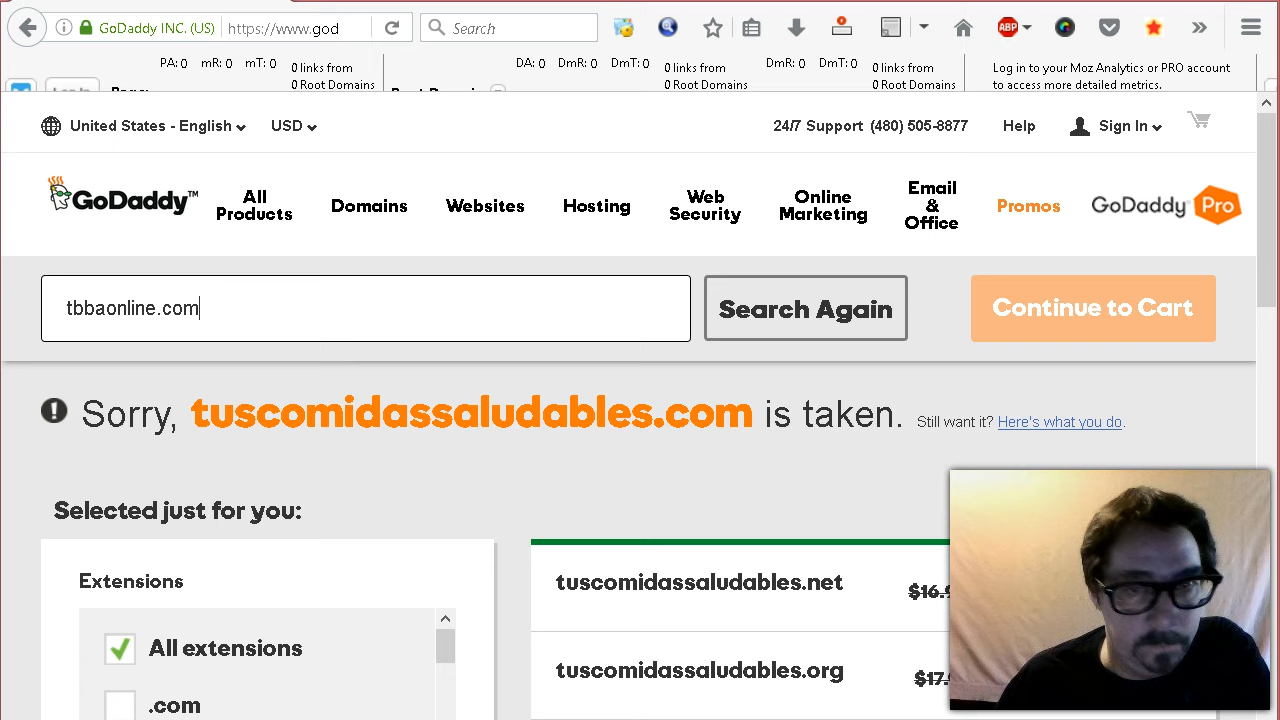 GoDaddy INC. (US)
https://www.god
Search
ABP
PA: 0 mR: 0 mT: 0
0 links from
0 Root Domains
DA: 0 DmR: 0 DmT: 0
0 links from
0 Root Domains
DmR: 0 DmT: 0
0 links from
0 Root Domains
Log in to your Moz Analytics or PRO account
to access more detailed metrics.
United States - English
USD
24/7 Support (480) 505-8877
Help
Sign In
GoDaddy™
All
Products
Domains
Websites
Hosting
Web
Security
Online
Marketing
Email
&
Office
Promos
GoDaddy Pro
tbbaonline.com
Search Again
Continue to Cart
Sorry, tuscomidassaludables.com is taken.
Still want it? Here's what you do.
Selected just for you:
Extensions
All extensions
.com
tuscomidassaludables.net
tuscomidassaludables.org